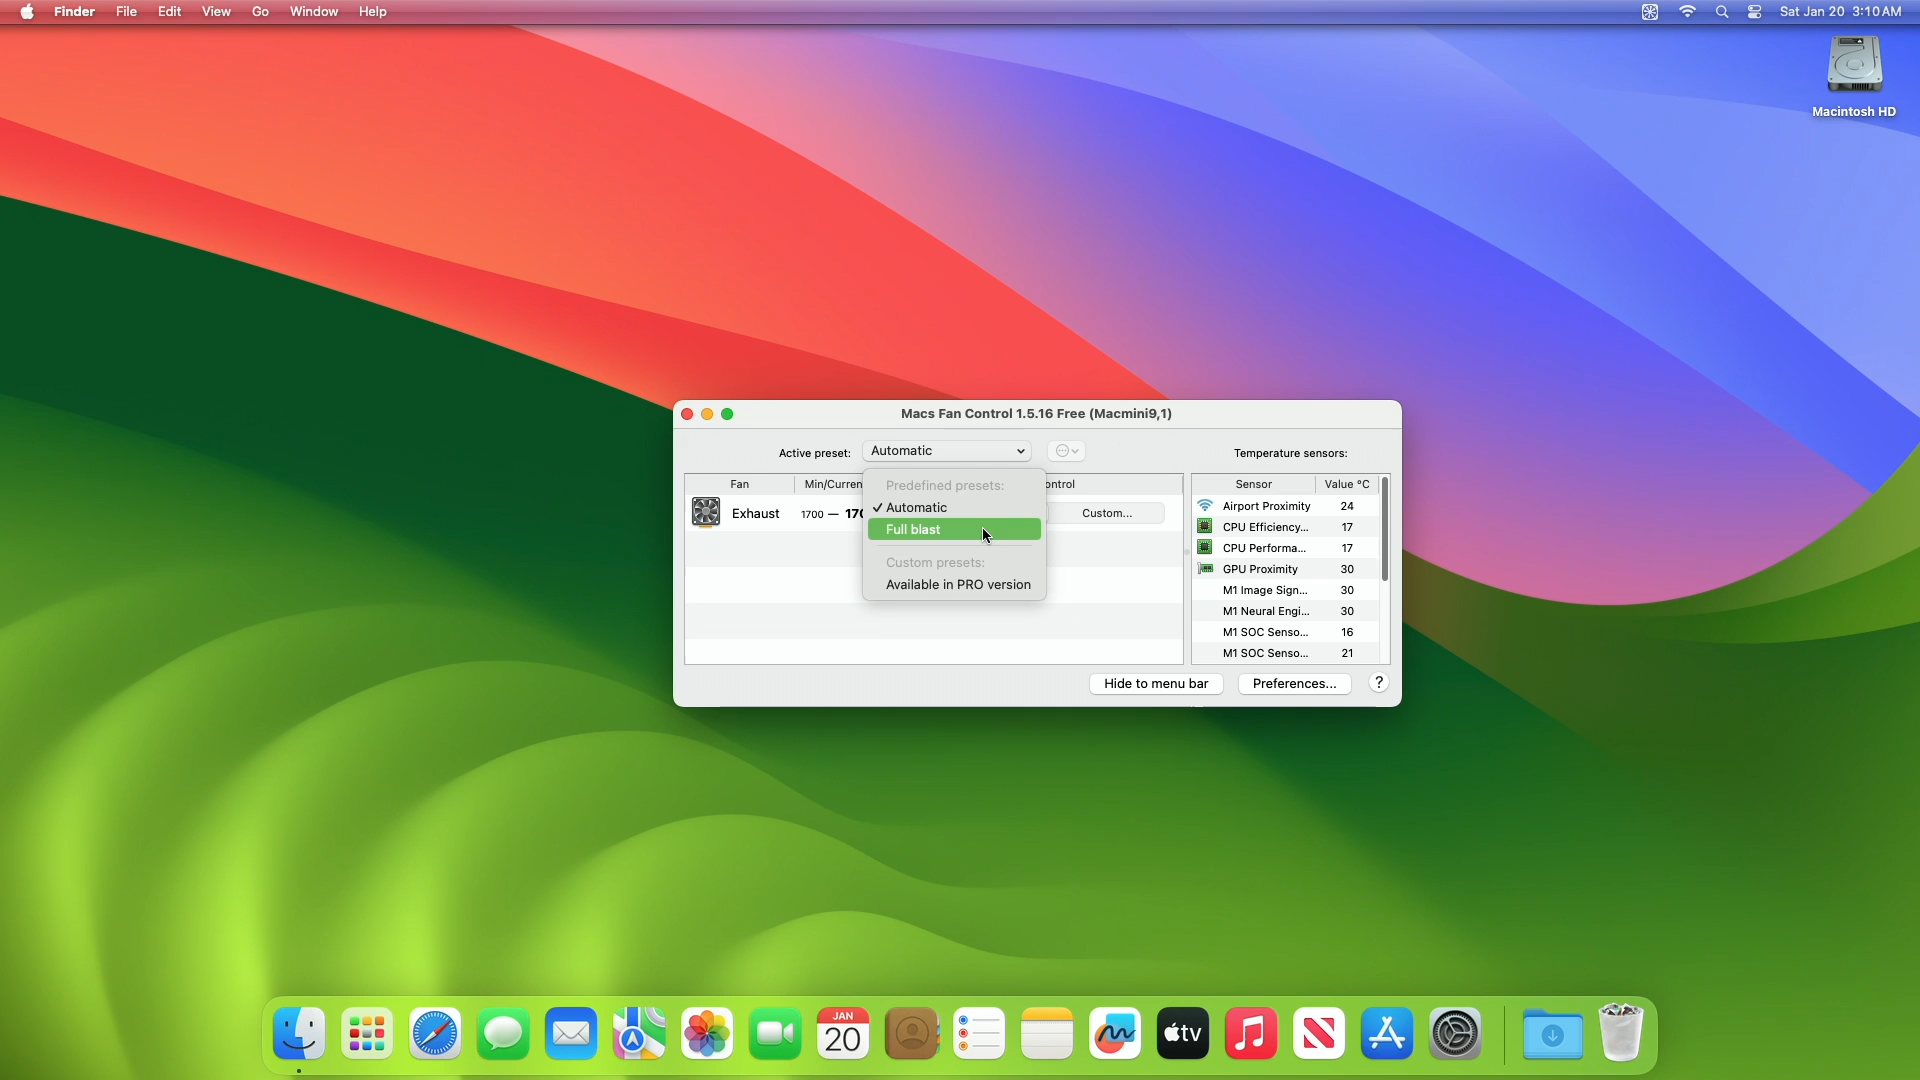 Finder File Edit View Go Window Help
Sat Jan 20 3:10 AM
Macintosh HD
Macs Fan Control 1.5.16 Free (Macmini9,1)
Active preset: Automatic
Temperature sensors:
Fan Min/Curren ontrol
Sensor Value °C
Predefined presets:
✓ Automatic
Full blast
Custom presets:
Available in PRO version
Exhaust 1700 — 170 Custom...
Airport Proximity 24
CPU Efficiency... 17
CPU Performa... 17
GPU Proximity 30
M1 Image Sign... 30
M1 Neural Engi... 30
M1 SOC Senso... 16
M1 SOC Senso... 21
Hide to menu bar Preferences... ?
JAN
20
tv